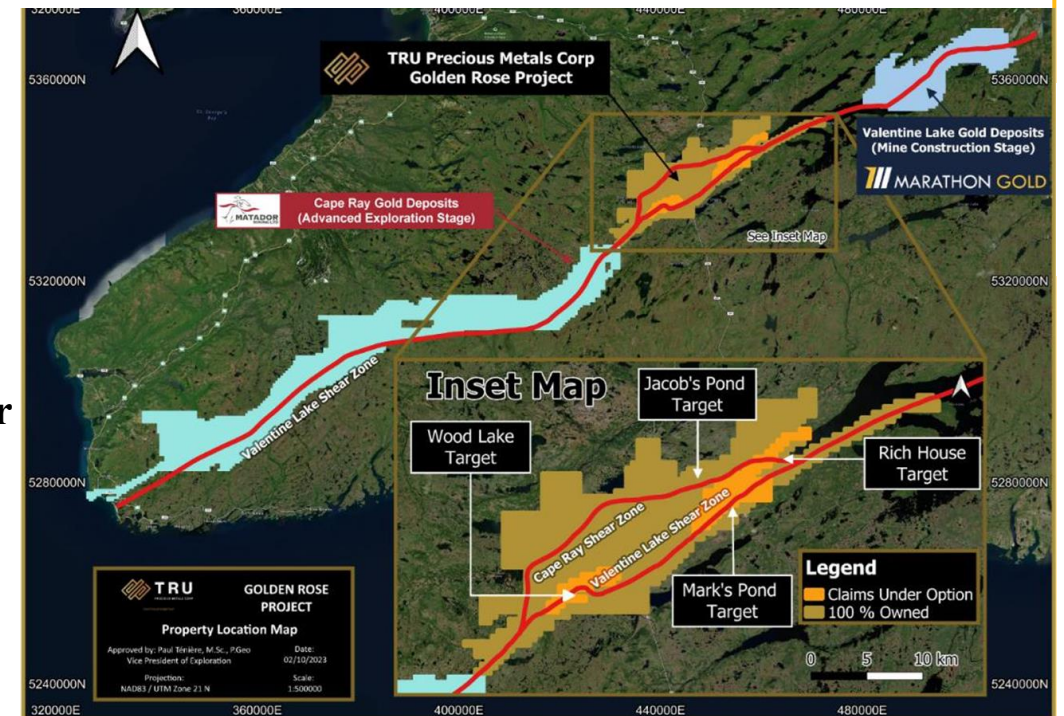 320000E 360000E 400000E 440000E 480000E
5360000N
5360000N
TRU Precious Metals Corp
Golden Rose Project
Valentine Lake Gold Deposits
(Mine Construction Stage)
MARATHON GOLD
MATADOR
Cape Ray Gold Deposits
(Advanced Exploration Stage)
See Inset Map
5320000N
5320000N
Valentine Lake Shear Zone
r
Inset Map
Jacob's Pond
Target
Wood Lake
Target
Rich House
Target
5280000N
5280000N
Cape Ray Shear Zone
Valentine Lake Shear Zone
Mark's Pond
Target
Legend
Claims Under Option
100 % Owned
0 5 10 km
TRU
PRECIOUS METALS CORP
GOLDEN ROSE
PROJECT
Property Location Map
Approved by: Paul Ténière, M.Sc., P.Geo
Vice President of Exploration
Date:
02/10/2023
Projection:
NAD83 / UTM Zone 21 N
Scale:
1:500000
5240000N
5240000N
320000E 360000E 400000E 440000E 480000E